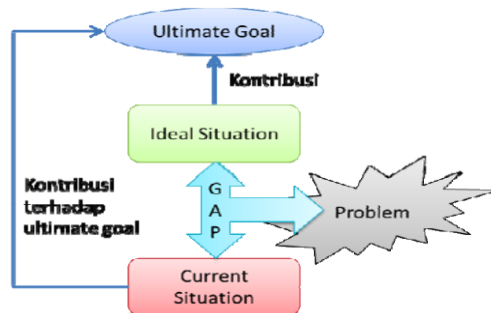 Ultimate Goal
Kontribusi
Ideal Situation
Kontribusi
terhadap
ultimate goal
G
A
P
Problem
Current
Situation